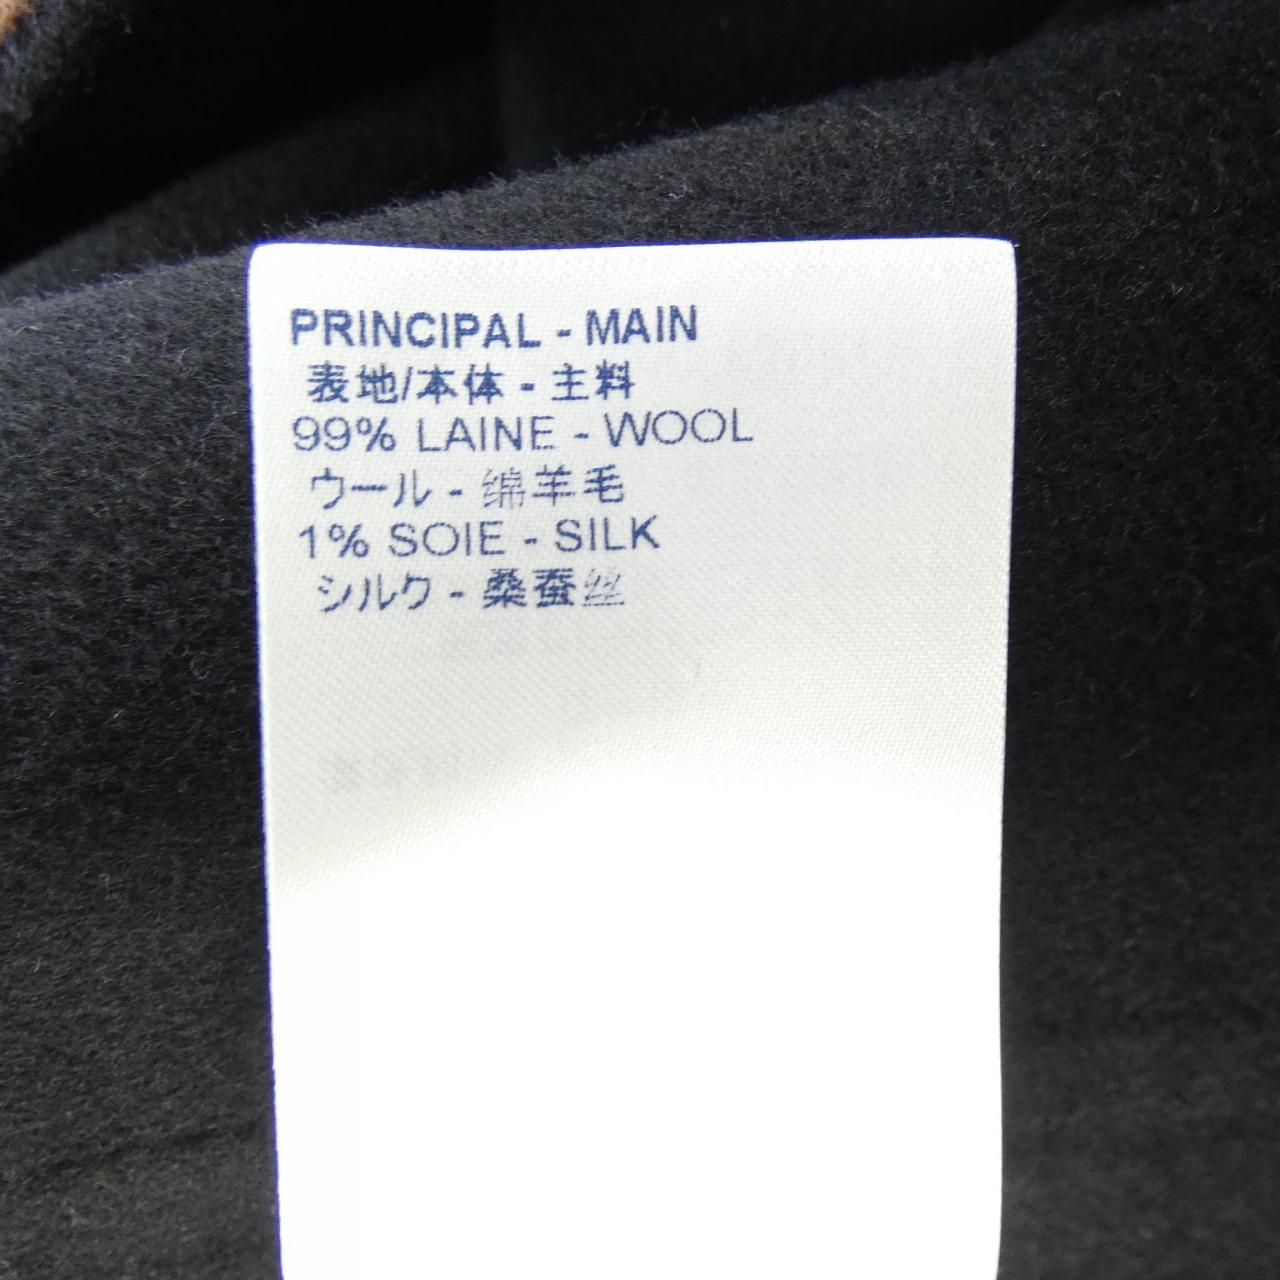 PRINCIPAL - MAIN
表地/本体 - 主料
99% LAINE - WOOL
ウール - 绵羊毛
1% SOIE - SILK
シルク - 桑蚕丝